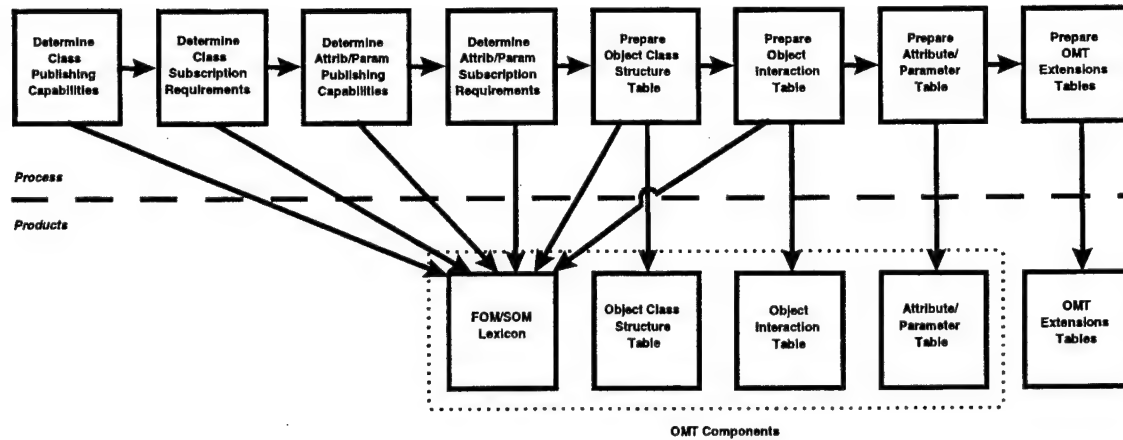 Determine
Class
Publishing
Capabilities
Determine
Class
Subscription
Requirements
Determine
Attrib/Param
Publishing
Capabilities
Determine
Attrib/Param
Subscription
Requirements
Prepare
Object Class
Structure
Table
Prepare
Object
Interaction
Table
Prepare
Attribute/
Parameter
Table
Prepare
OMT
Extensions
Tables
Process
Products
FOM/SOM
Lexicon
Object Class
Structure
Table
Object
Interaction
Table
Attribute/
Parameter
Table
OMT
Extensions
Tables
OMT Components